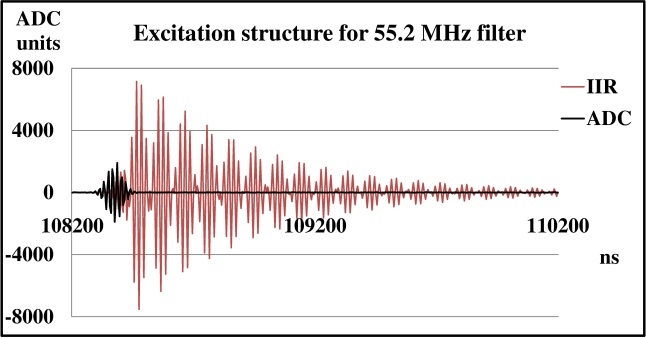 ADC
units
Excitation structure for 55.2 MHz filter
8000
IIR
ADC
4000
0
108200
109200
110200
-4000
ns
-8000